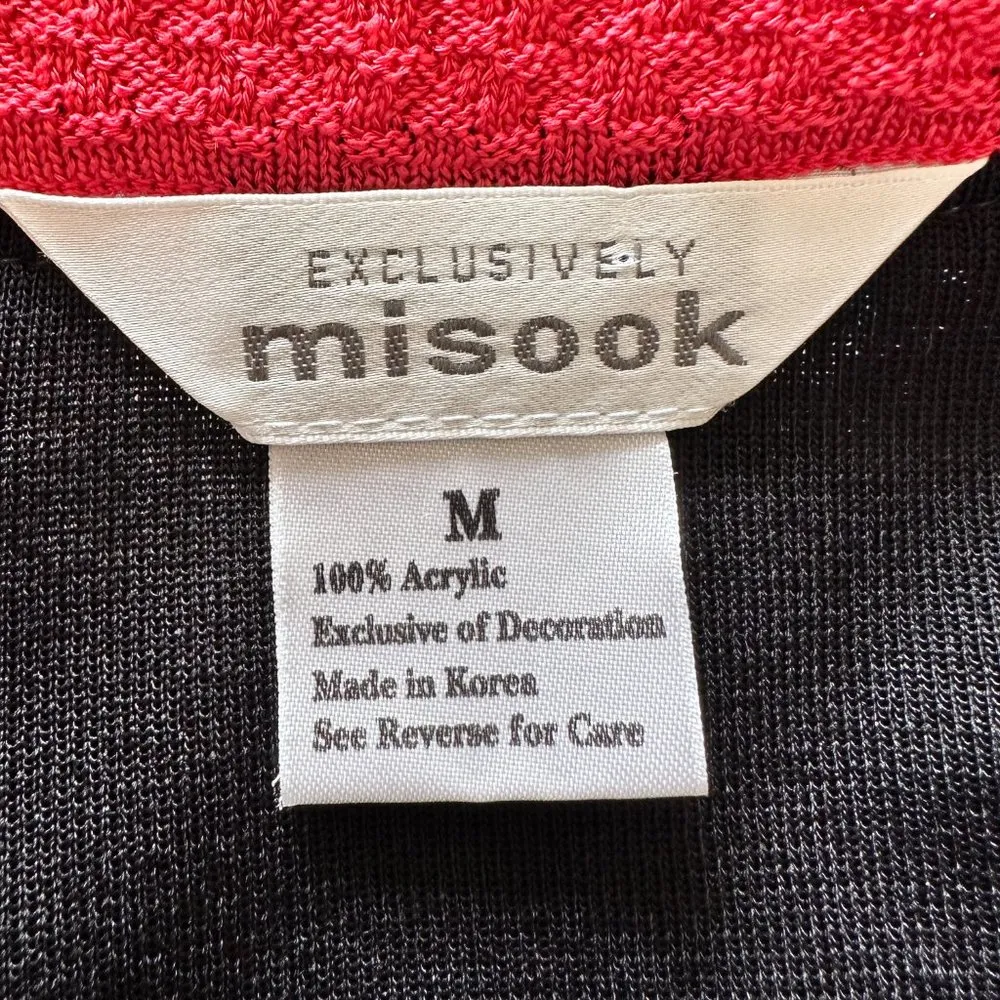 EXCLUSIVELY
misook
M
100% Acrylic
Exclusive of Decoration
Made in Korea
See Reverse for Care